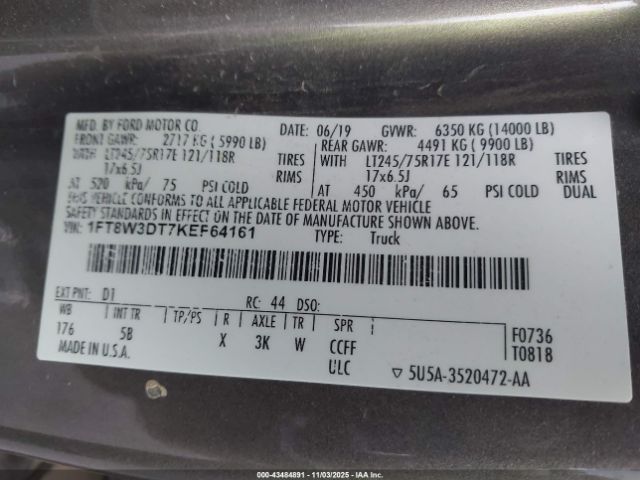 MFD. BY FORD MOTOR CO. DATE: 06/19 GVWR: 6350 KG (14000 LB)
FRONT GAWR: 2717 KG (5990 LB) REAR GAWR: 4491 KG (9900 LB)
WITH LT245/75R17E 121/118R TIRES WITH LT245/75R17E 121/118R TIRES
17x6.5J RIMS 17x6.5J RIMS
AT 520 kPa/ 75 PSI COLD AT 450 kPa/ 65 PSI COLD DUAL
THIS VEHICLE CONFORMS TO ALL APPLICABLE FEDERAL MOTOR VEHICLE
SAFETY STANDARDS IN EFFECT ON THE DATE OF MANUFACTURE SHOWN ABOVE.
VIN: 1FT8W3DT7KEF64161 TYPE: Truck
EXT PNT: D1 RC: 44 DSO:
WB INT TR TP/PS R AXLE TR SPR
176 5B X 3K W CCFF
F0736
T0818
MADE IN U.S.A. ULC ▽ 5U5A-3520472-AA
000-43484891 - 11/03/2025 - IAA